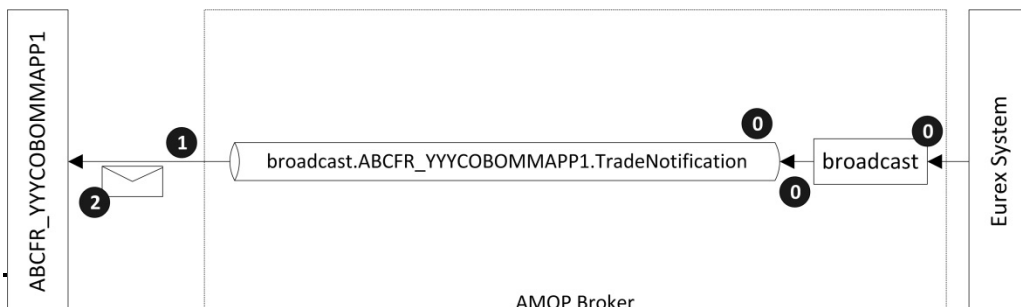 ABCFR_YYYCOBOMMAPP1
1
2
broadcast.ABCFR_YYYCOBOMMAPP1.TradeNotification
0
0
broadcast
0
Eurex System
AMQP Broker